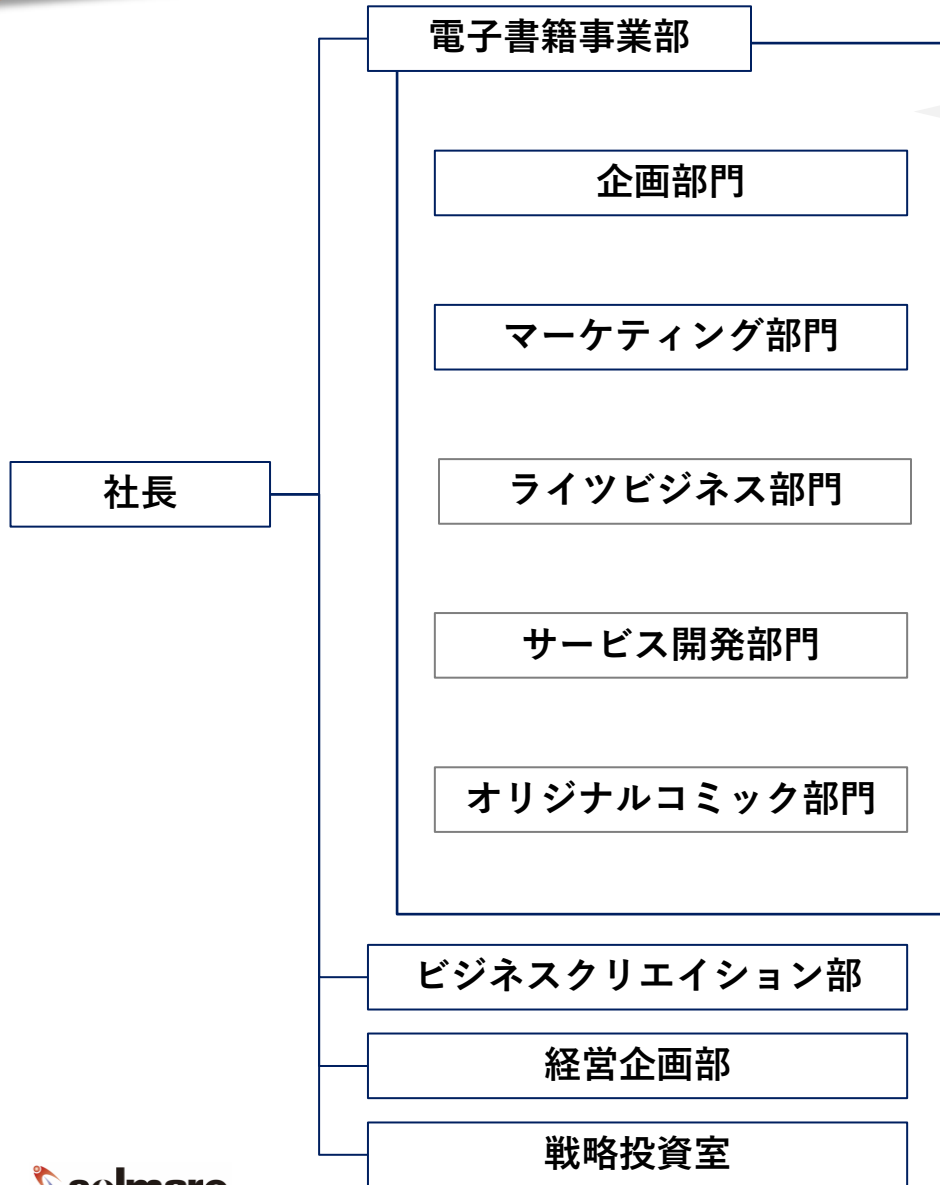 電子書籍事業部
企画部門
マーケティング部門
社長
ライツビジネス部門
サービス開発部門
オリジナルコミック部門
ビジネスクリエイション部
経営企画部
戦略投資室
solmare